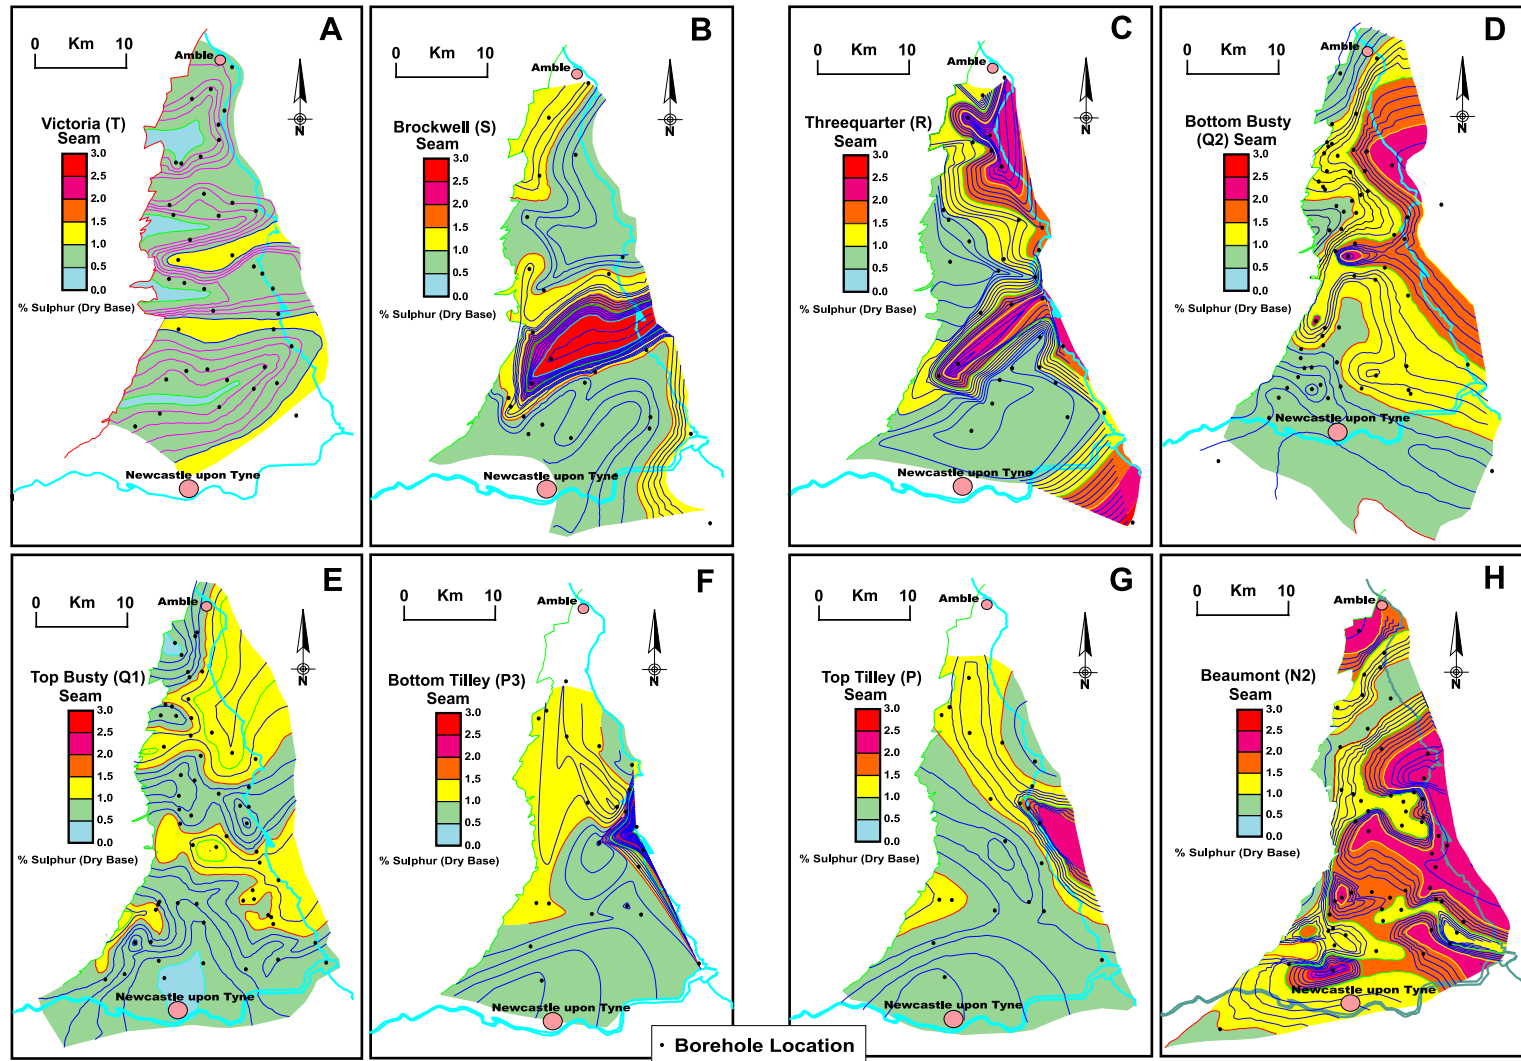 A
0 Km 10
Amble
N
Victoria (T)
Seam
3.0
2.5
2.0
1.5
1.0
0.5
0.0
% Sulphur (Dry Base)
Newcastle upon Tyne
B
0 Km 10
Amble
N
Brockwell (S)
Seam
3.0
2.5
2.0
1.5
1.0
0.5
0.0
% Sulphur (Dry Base)
Newcastle upon Tyne
C
0 Km 10
Amble
N
Threequarter (R)
Seam
3.0
2.5
2.0
1.5
1.0
0.5
0.0
% Sulphur (Dry Base)
Newcastle upon Tyne
D
0 Km 10
Amble
N
Bottom Busty
(Q2) Seam
3.0
2.5
2.0
1.5
1.0
0.5
0.0
% Sulphur (Dry Base)
Newcastle upon Tyne
E
0 Km 10
Amble
N
Top Busty (Q1)
Seam
3.0
2.5
2.0
1.5
1.0
0.5
0.0
% Sulphur (Dry Base)
Newcastle upon Tyne
F
0 Km 10
Amble
N
Bottom Tilley (P3)
Seam
3.0
2.5
2.0
1.5
1.0
0.5
0.0
% Sulphur (Dry Base)
Newcastle upon Tyne
G
0 Km 10
Amble
N
Top Tilley (P)
Seam
3.0
2.5
2.0
1.5
1.0
0.5
0.0
% Sulphur (Dry Base)
Newcastle upon Tyne
H
0 Km 10
Amble
N
Beaumont (N2)
Seam
3.0
2.5
2.0
1.5
1.0
0.5
0.0
% Sulphur (Dry Base)
Newcastle upon Tyne
• Borehole Location